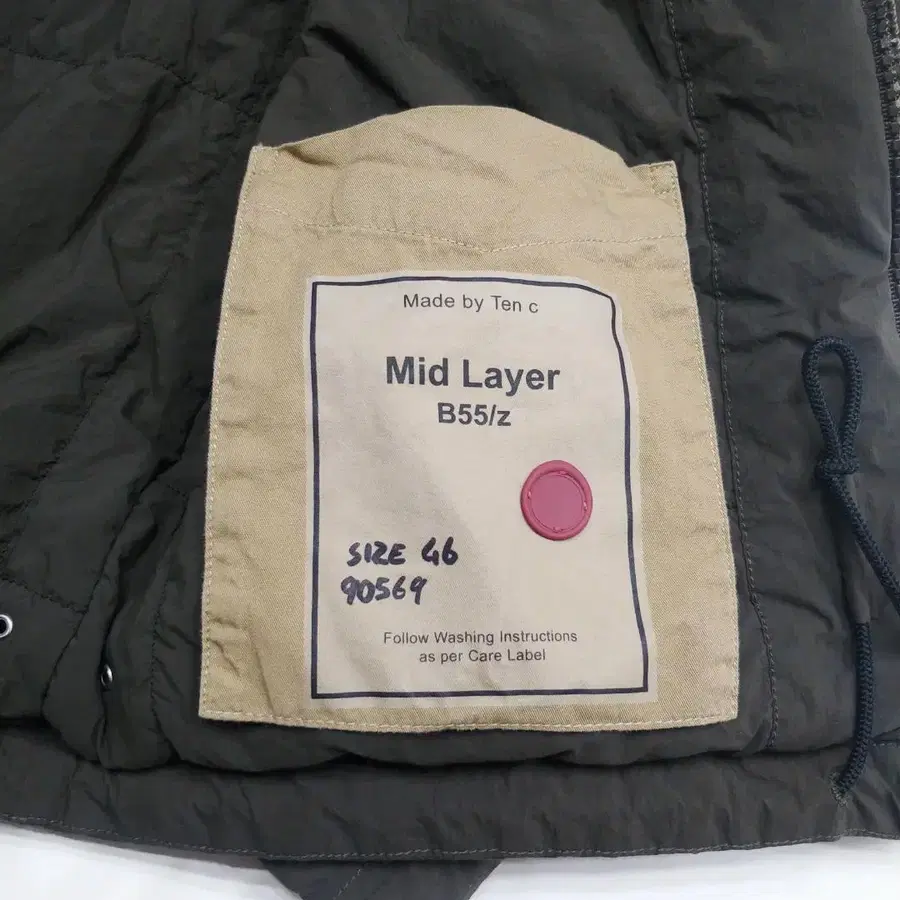 Made by Ten c
Mid Layer
B55/z
SIZE 46
90569
Follow Washing Instructions
as per Care Label